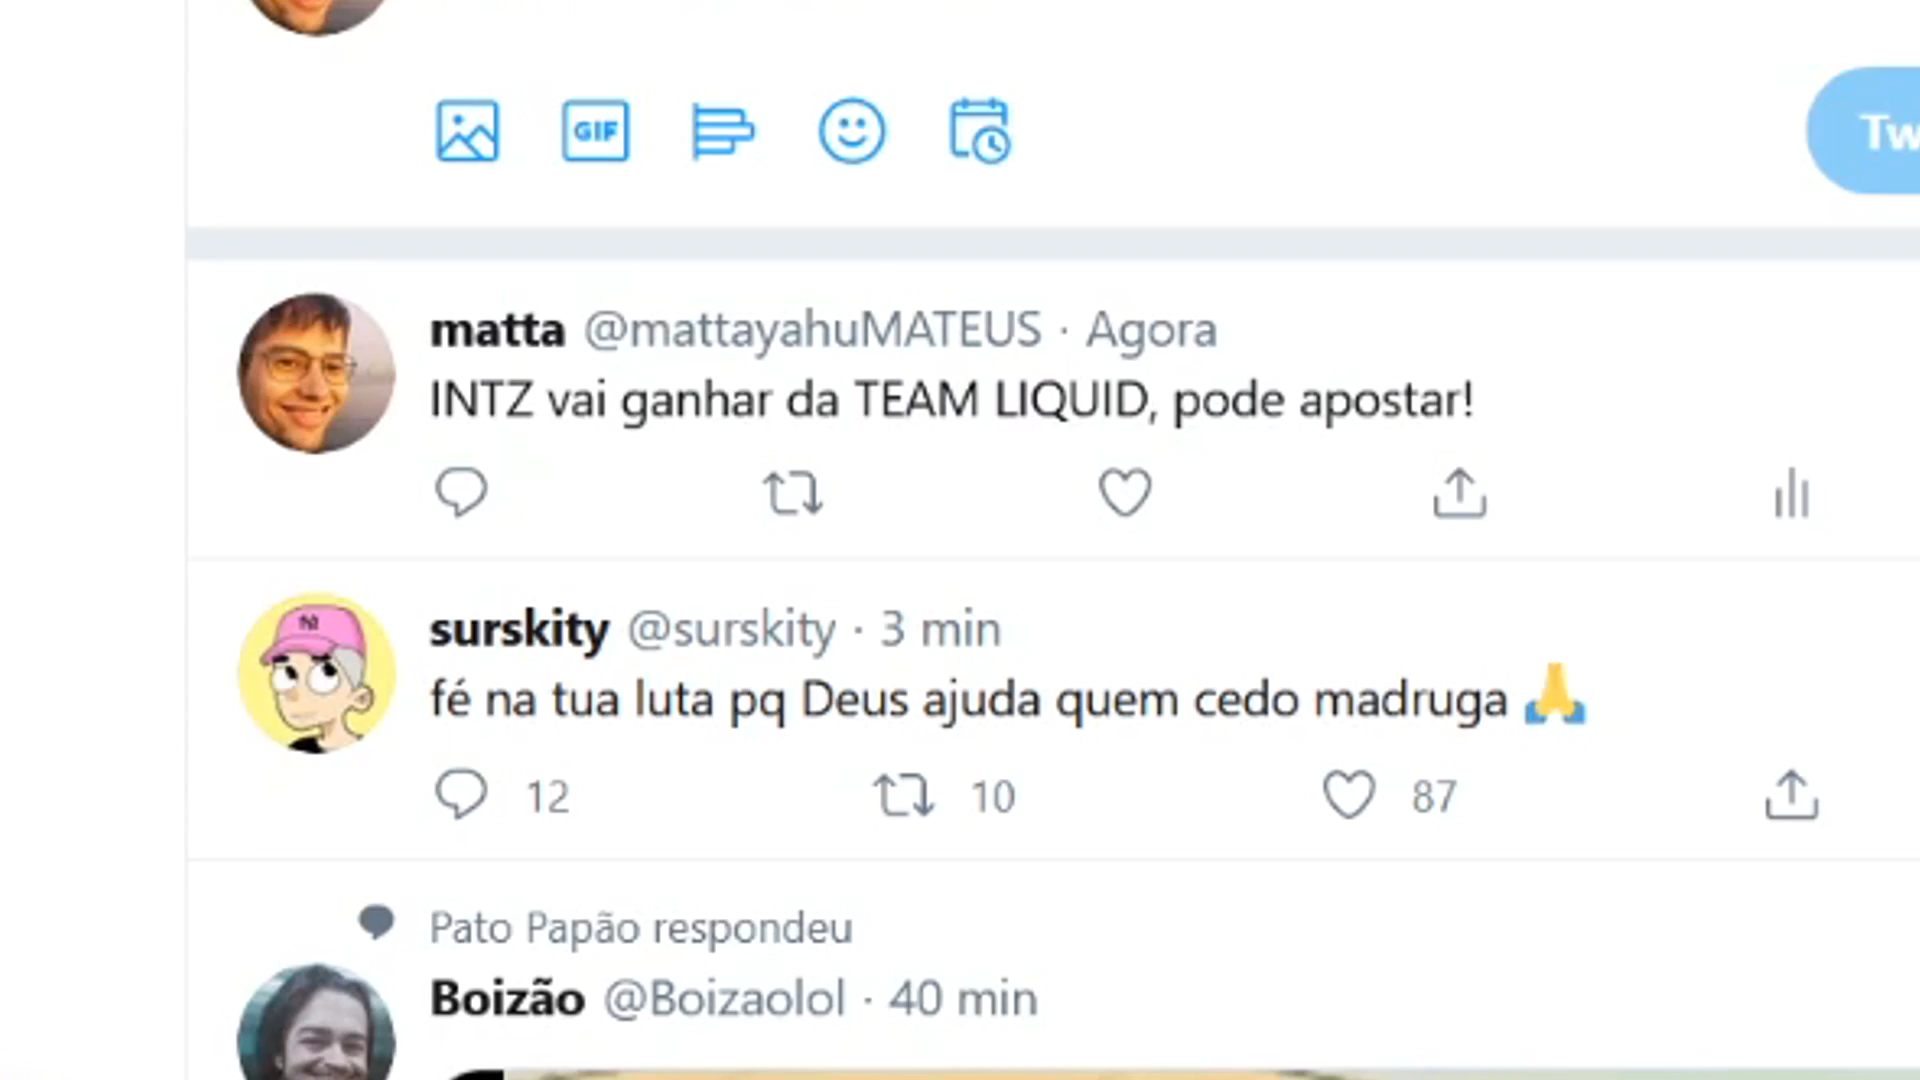 GIF
Tw
matta @mattayahuMATEUS · Agora
INTZ vai ganhar da TEAM LIQUID, pode apostar!
surskity @surskity · 3 min
fé na tua luta pq Deus ajuda quem cedo madruga 🙏
12 10 87
Pato Papão respondeu
Boizão @Boizaolol · 40 min